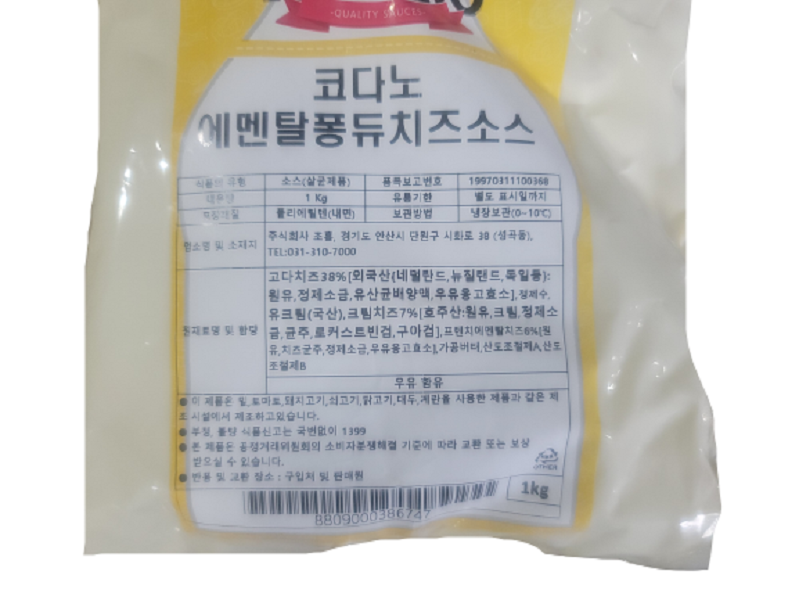 ·QUALITY SAUCES·
코다노
에멘탈퐁듀치즈소스
식품의 유형 소스(살균제품) 품목보고번호 19970311100368
내용량 1 Kg 유통기한 별도 표시일까지
포장재질 폴리에틸렌(내면) 보관방법 냉장보관(0~10℃)
업소명 및 소재지 주식회사 조흥, 경기도 안산시 단원구 시화로 38 (성곡동),
TEL:031-310-7000
원재료명 및 함량
고다치즈38%[외국산(네덜란드,뉴질랜드,독일등):
원유,정제소금,유산균배양액,우유응고효소],정제수,
유크림(국산),크림치즈7%[호주산:원유,크림,정제소
금,균주,로커스트빈검,구아검],프렌치에멘탈치즈6%[원
유,치즈균주,정제소금,우유응고효소],가공버터,산도조절제A,산도
조절제B
우유 함유
● 이 제품은 밀,토마토,돼지고기,쇠고기,닭고기,대두,계란을 사용한 제품과 같은 제
조 시설에서 제조하고있습니다.
● 부정, 불량 식품신고는 국번없이 1399
● 본 제품은 공정거래위원회의 소비자분쟁해결 기준에 따라 교환 또는 보상
받으실 수 있습니다.
● 반품 및 교환 장소 : 구입처 및 판매원
OTHER
1kg
8809000386727